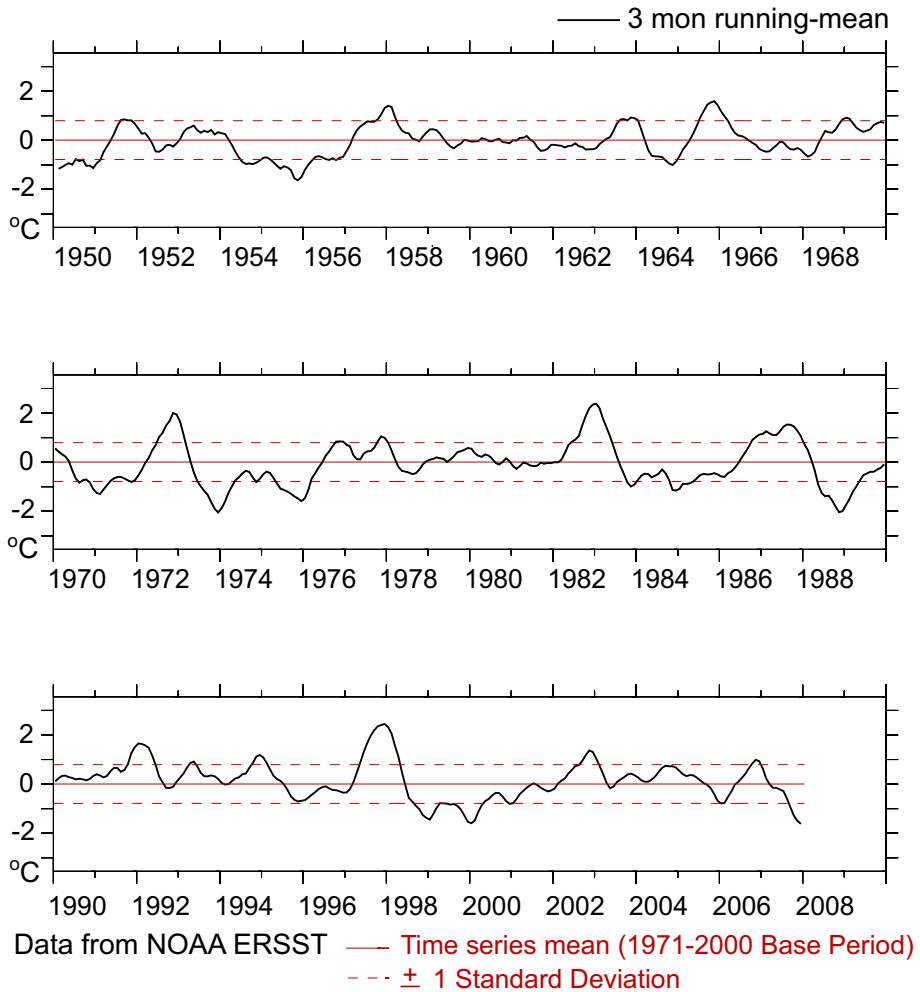 3 mon running-mean
2
0
-2
°C
1950 1952 1954 1956 1958 1960 1962 1964 1966 1968
2
0
-2
°C
1970 1972 1974 1976 1978 1980 1982 1984 1986 1988
2
0
-2
°C
1990 1992 1994 1996 1998 2000 2002 2004 2006 2008
Data from NOAA ERSST Time series mean (1971-2000 Base Period)
± 1 Standard Deviation